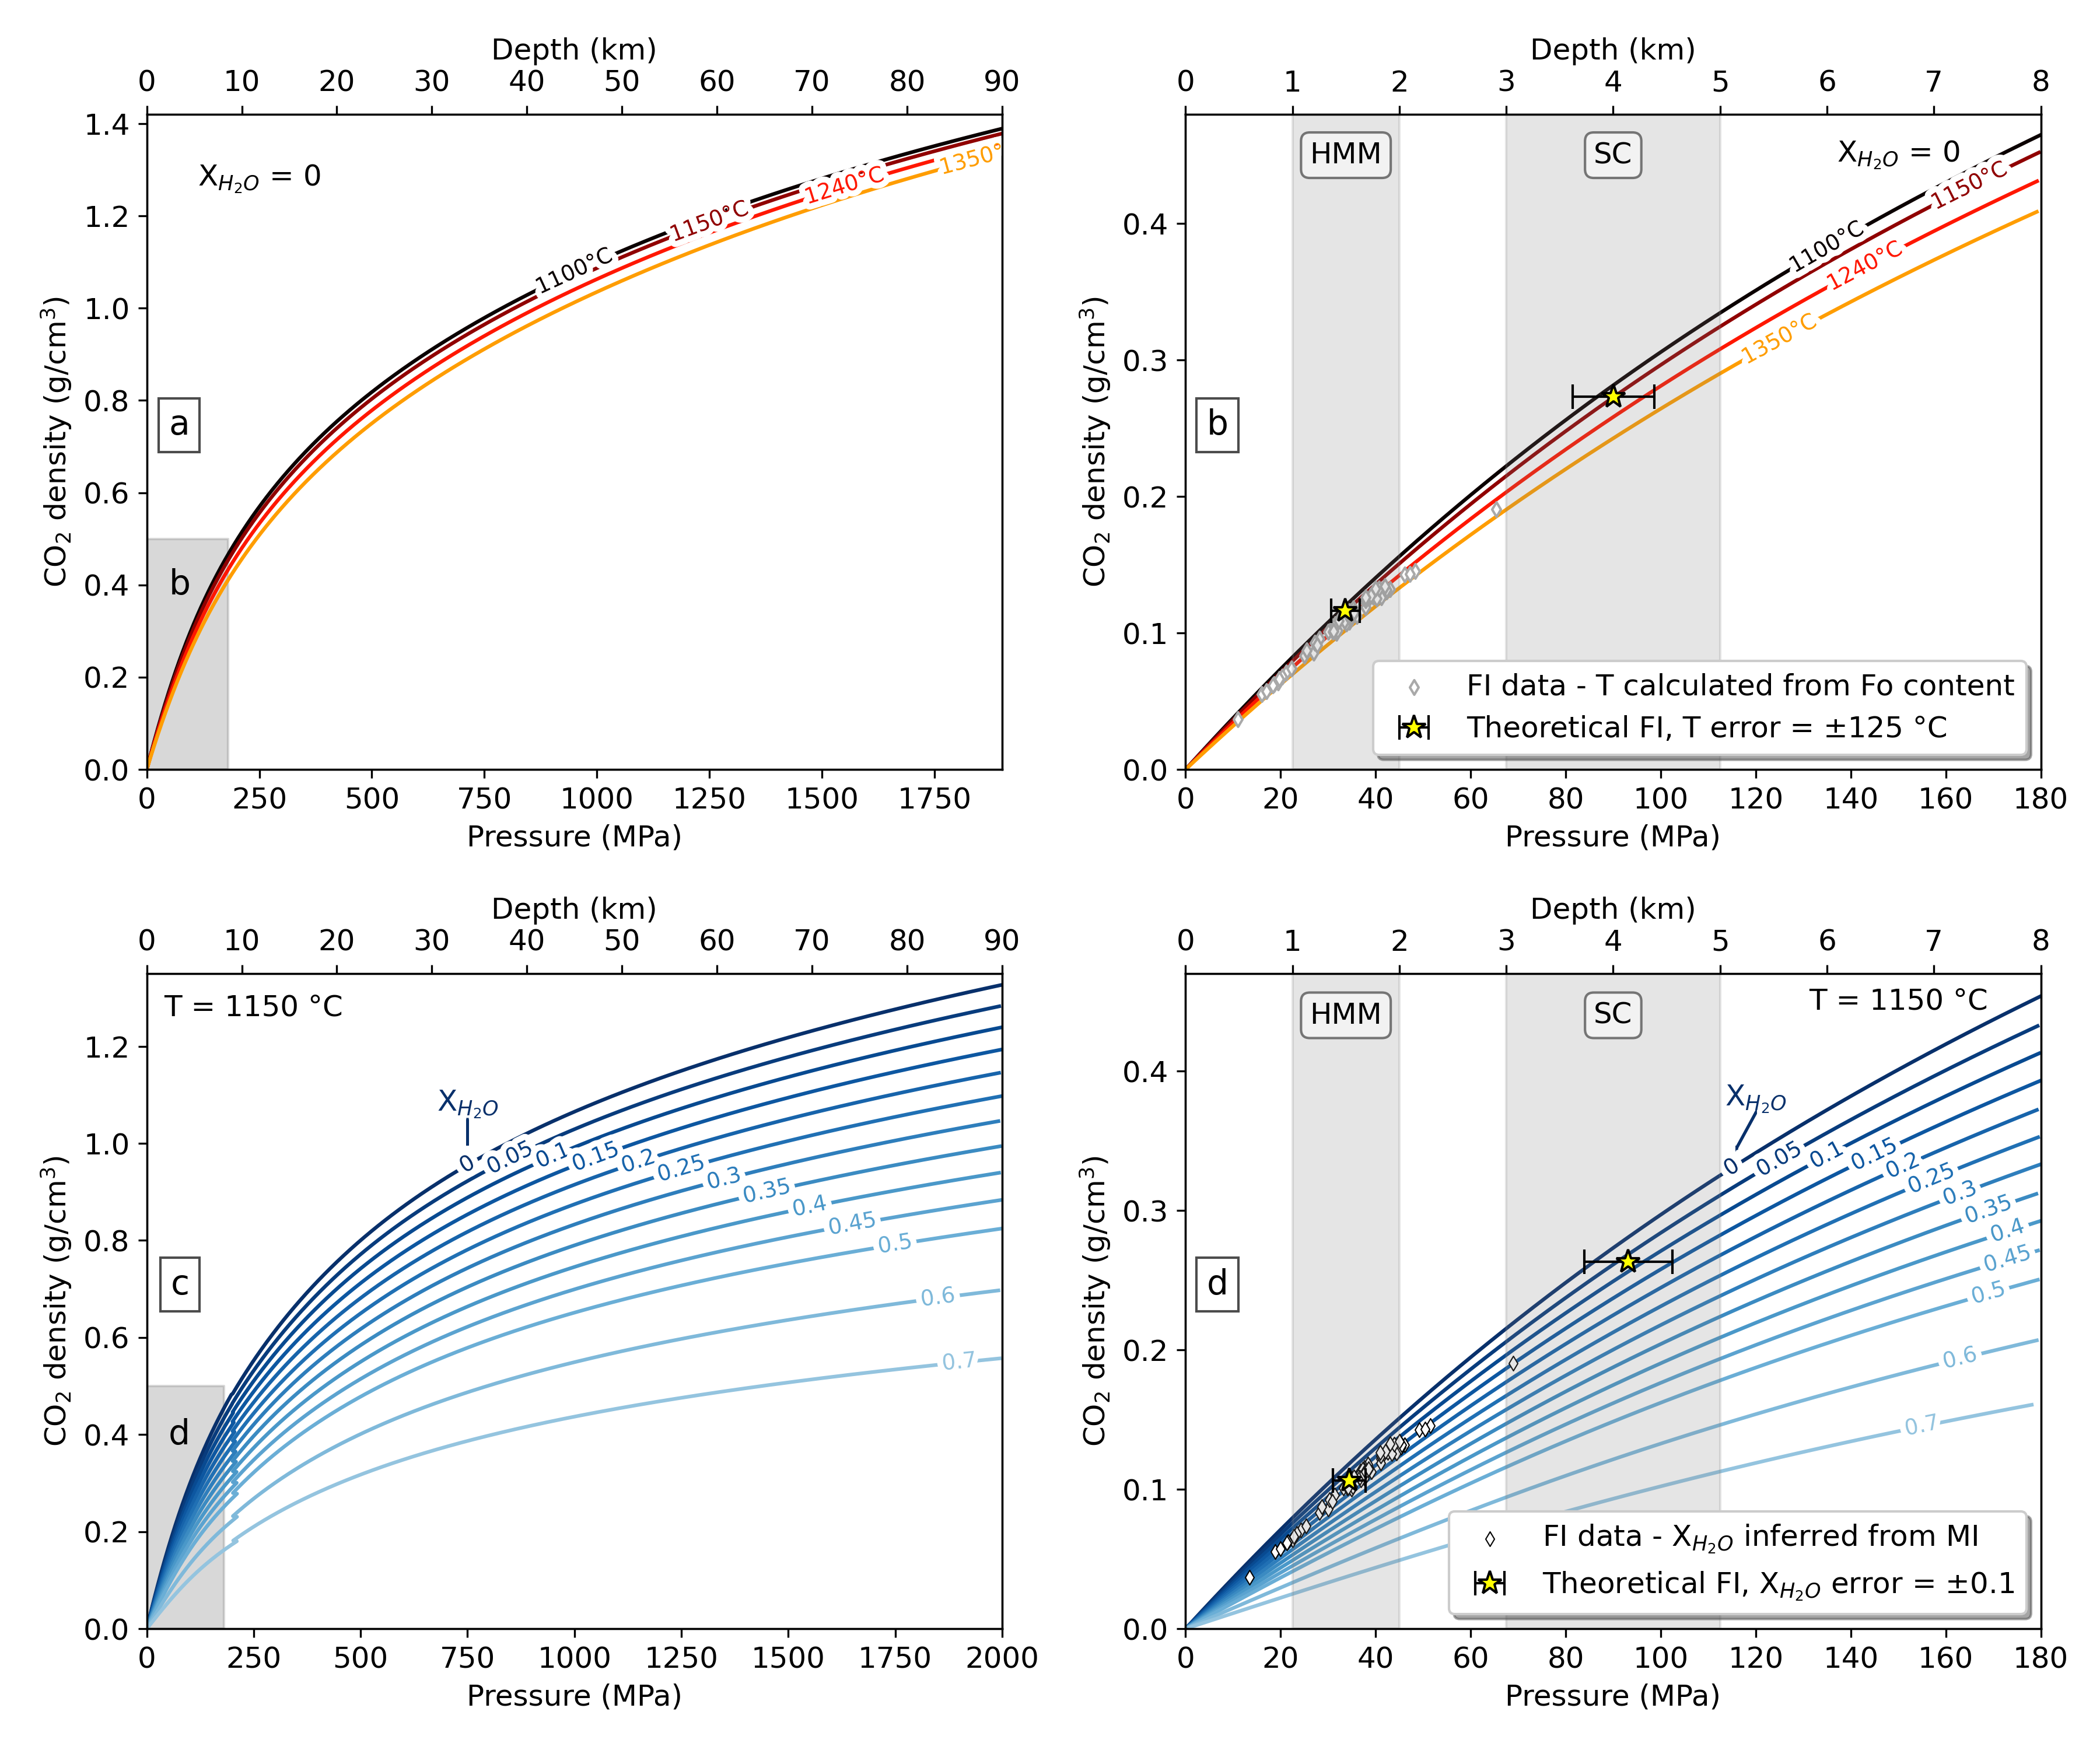 Depth (km)
0 10 20 30 40 50 60 70 80 90
1.4
1.2
1.0
0.8
0.6
0.4
0.2
0.0
CO₂ density (g/cm³)
X_{H₂O} = 0
1100°C
1150°C
1240°C
1350°
a
b
0 250 500 750 1000 1250 1500 1750
Pressure (MPa)
Depth (km)
0 1 2 3 4 5 6 7 8
0.4
0.3
0.2
0.1
0.0
CO₂ density (g/cm³)
HMM
SC
X_{H₂O} = 0
1100°C
1150°C
1240°C
1350°C
b
FI data - T calculated from Fo content
Theoretical FI, T error = ±125 °C
0 20 40 60 80 100 120 140 160 180
Pressure (MPa)
Depth (km)
0 10 20 30 40 50 60 70 80 90
1.2
1.0
0.8
0.6
0.4
0.2
0.0
CO₂ density (g/cm³)
T = 1150 °C
X_{H₂O}
0 0.05 0.1 0.15 0.2 0.25 0.3 0.35 0.4 0.45 0.5 0.6 0.7
c
d
0 250 500 750 1000 1250 1500 1750 2000
Pressure (MPa)
Depth (km)
0 1 2 3 4 5 6 7 8
0.4
0.3
0.2
0.1
0.0
CO₂ density (g/cm³)
HMM
SC
T = 1150 °C
X_{H₂O}
0 0.05 0.1 0.15 0.2 0.25 0.3 0.35 0.4 0.45 0.5 0.6 0.7
d
FI data - X_{H₂O} inferred from MI
Theoretical FI, X_{H₂O} error = ±0.1
0 20 40 60 80 100 120 140 160 180
Pressure (MPa)